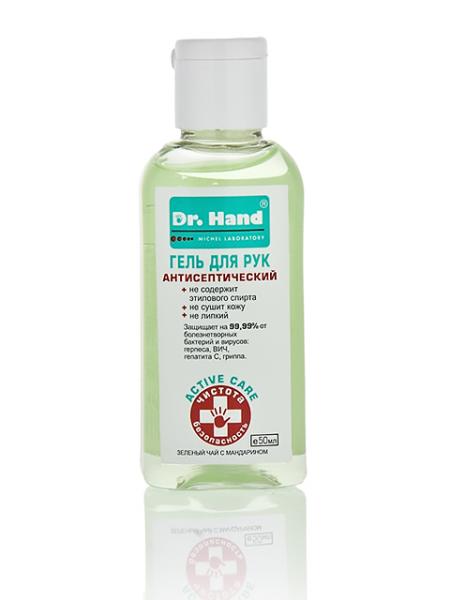 Dr. Hand®
MICHEL LABORATORY
ГЕЛЬ ДЛЯ РУК
АНТИСЕПТИЧЕСКИЙ
+ не содержит
этилового спирта
+ не сушит кожу
+ не липкий
Защищает на 99,99% от
болезнетворных
бактерий и вирусов:
герпеса, ВИЧ,
гепатита С, гриппа.
ACTIVE CARE
чистота
безопасность
℮50мл
ЗЕЛЕНЫЙ ЧАЙ С МАНДАРИНОМ